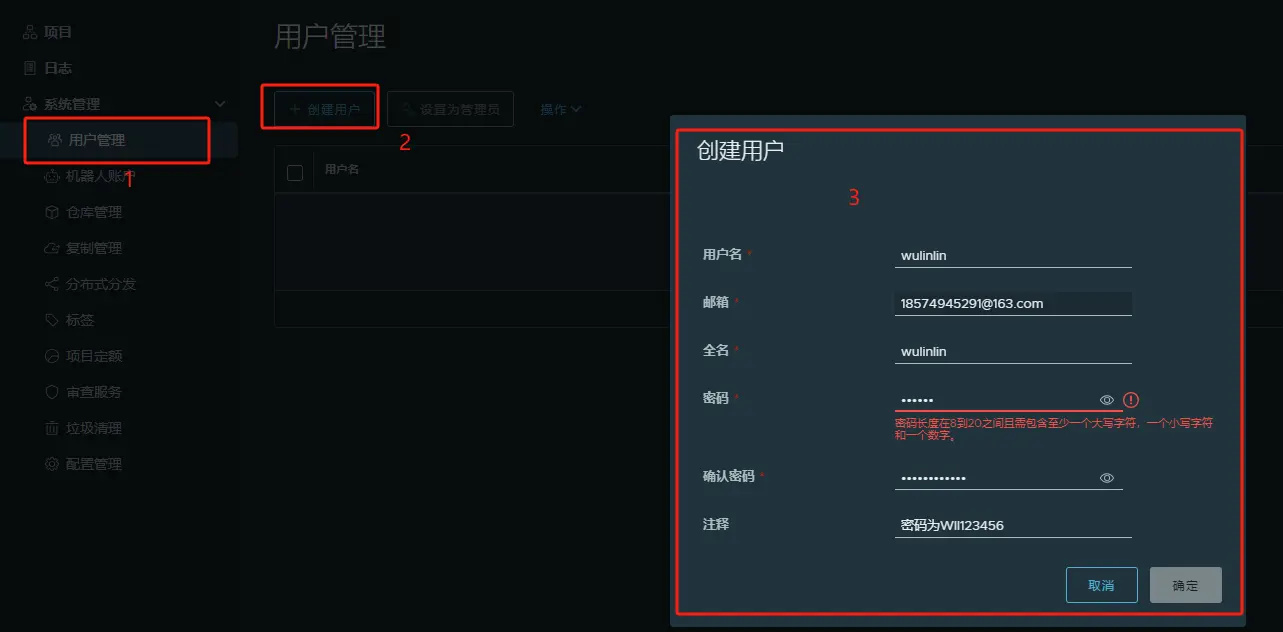 项目
日志
系统管理
用户管理
1
机器人账户
仓库管理
复制管理
分布式分发
标签
项目定额
审查服务
垃圾清理
配置管理
用户管理
+ 创建用户
设置为管理员
操作
2
用户名
创建用户
3
用户名 *
wulinlin
邮箱 *
18574945291@163.com
全名 *
wulinlin
密码 *
••••••
密码长度在8到20之间且需包含至少一个大写字符，一个小写字符
和一个数字。
确认密码 *
••••••••••••
注释
密码为Wll123456
取消
确定